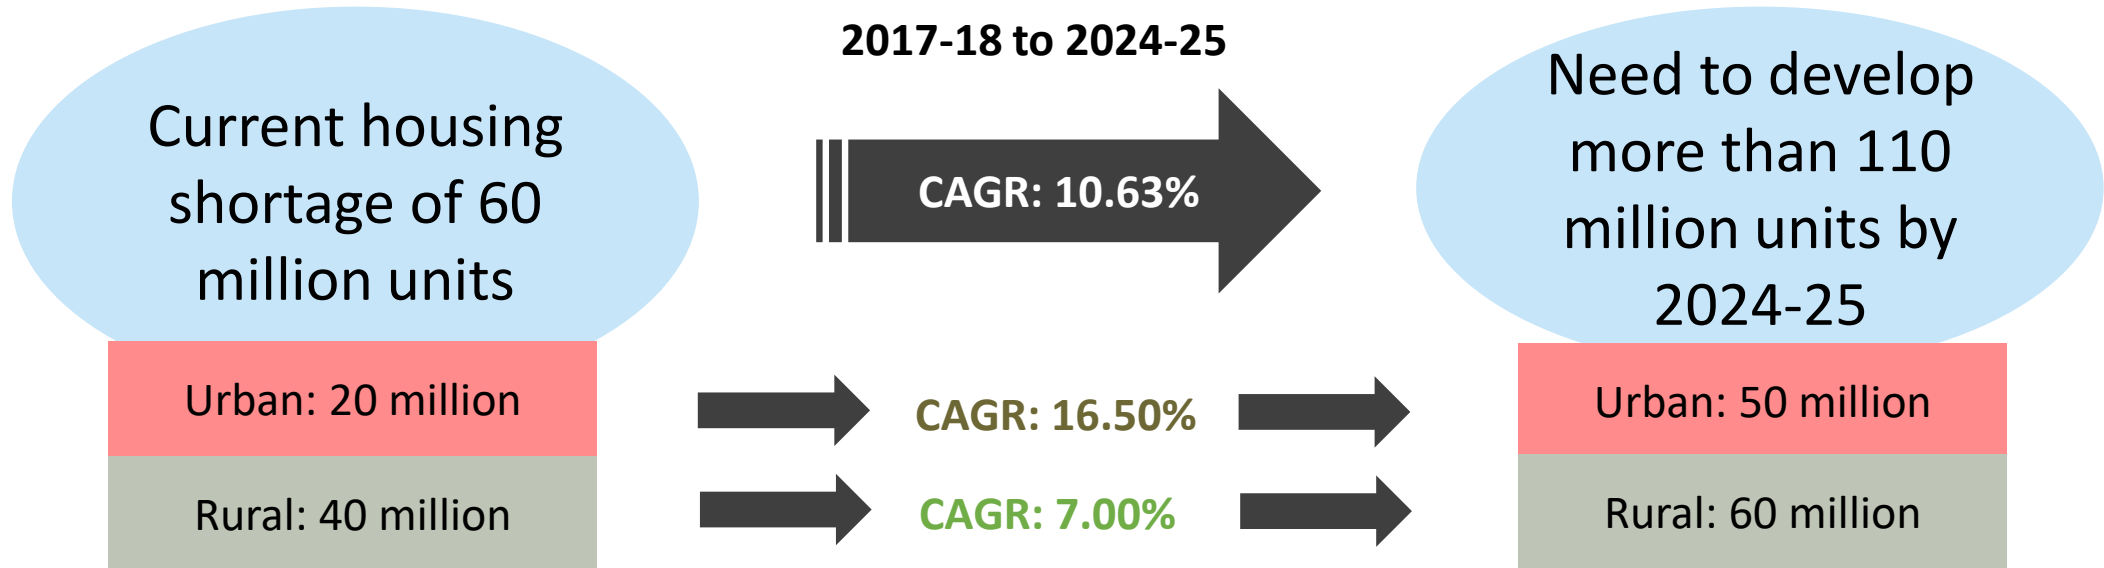 2017-18 to 2024-25
Current housing
shortage of 60
million units
CAGR: 10.63%
Need to develop
more than 110
million units by
2024-25
Urban: 20 million
CAGR: 16.50%
Urban: 50 million
Rural: 40 million
CAGR: 7.00%
Rural: 60 million